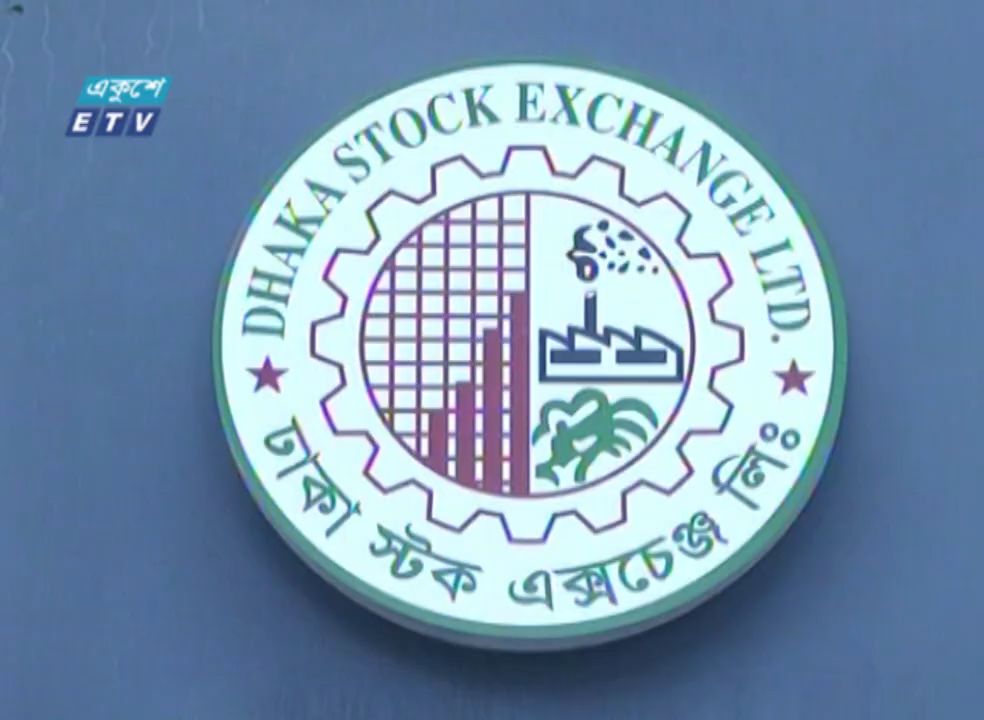 একুশে
ETV
DHAKA STOCK EXCHANGE LTD.
ঢাকা স্টক এক্সচেঞ্জ লিঃ